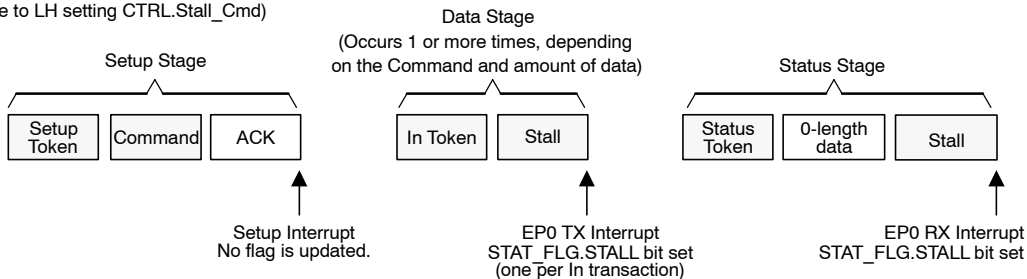 e to LH setting CTRL.Stall_Cmd)
Data Stage
(Occurs 1 or more times, depending
on the Command and amount of data)
Setup Stage
Status Stage
Setup
Token
Command
ACK
In Token
Stall
Status
Token
0-length
data
Stall
Setup Interrupt
No flag is updated.
EP0 TX Interrupt
STAT_FLG.STALL bit set
(one per In transaction)
EP0 RX Interrupt
STAT_FLG.STALL bit set